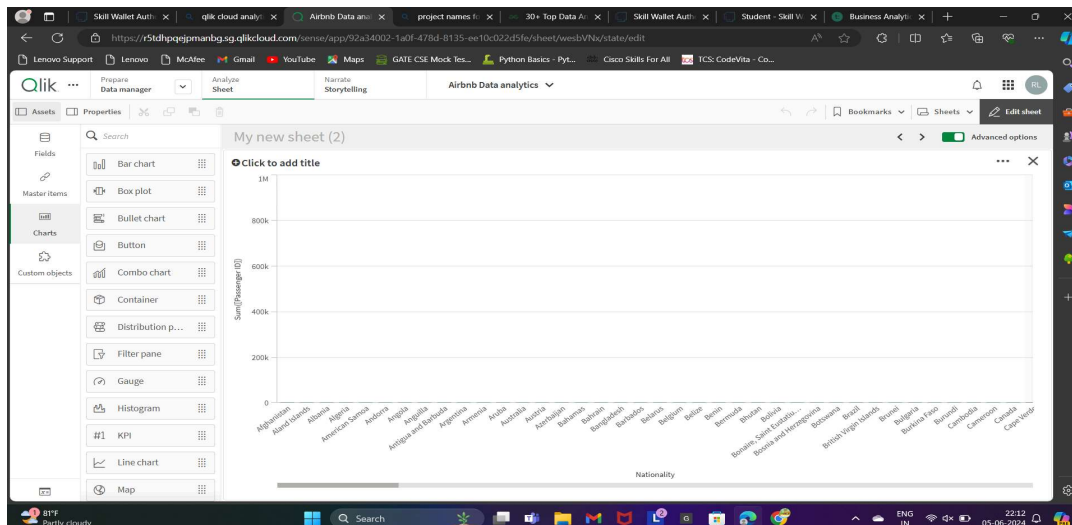 Skill Wallet Auth
qlik cloud analyti
Airbnb Data anal
project names fo
30+ Top Data An
Skill Wallet Auth
Student - Skill W
Business Analytic
https://r5tdhpqejpmanbg.sg.qlikcloud.com/sense/app/92a34002-1a0f-478d-8135-ee10c022d5fe/sheet/wesbVNx/state/edit
Lenovo Support Lenovo McAfee Gmail YouTube Maps GATE CSE Mock Tes... Python Basics - Pyt... Cisco Skills For All TCS: CodeVita - Co...
Qlik
Prepare
Data manager
Analyze
Sheet
Narrate
Storytelling
Airbnb Data analytics
RL
Assets Properties
Bookmarks Sheets Edit sheet
Fields
Master items
Charts
Custom objects
Search
Bar chart
Box plot
Bullet chart
Button
Combo chart
Container
Distribution p...
Filter pane
Gauge
Histogram
#1 KPI
Line chart
Map
My new sheet (2)
Advanced options
Click to add title
1M
800k
600k
400k
200k
0
Sum([Passenger ID])
Afghanistan
Aland Islands
Albania
Algeria
American Samoa
Andorra
Angola
Anguilla
Antigua and Barbuda
Argentina
Armenia
Aruba
Australia
Austria
Azerbaijan
Bahamas
Bahrain
Bangladesh
Barbados
Belarus
Belgium
Belize
Benin
Bermuda
Bhutan
Bolivia
Bonaire, Saint Eustatiu...
Bosnia and Herzegovina
Botswana
Brazil
British Virgin Islands
Brunei
Bulgaria
Burkina Faso
Burundi
Cambodia
Cameroon
Canada
Cape Verde
Nationality
81°F
Partly cloudy
Search
ENG
IN
22:12
05-06-2024